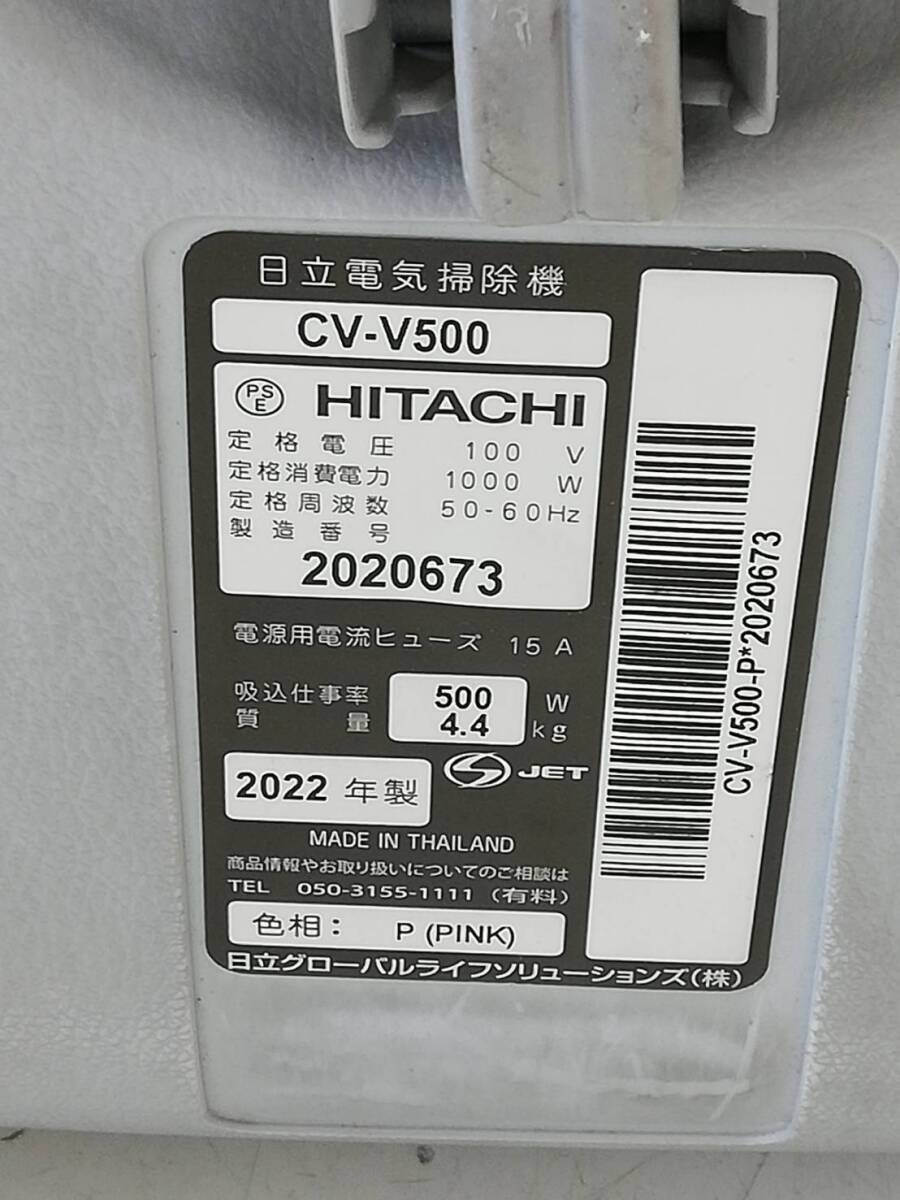 日立電気掃除機
CV-V500
PS
E
HITACHI
定格電圧 100 V
定格消費電力 1000 W
定格周波数 50-60Hz
製造番号
2020673
電源用電流ヒューズ 15 A
吸込仕事率 500 W
質量 4.4 kg
2022 年製
S JET
MADE IN THAILAND
商品情報やお取り扱いについてのご相談は
TEL 050-3155-1111 (有料)
色相: P (PINK)
日立グローバルライフソリューションズ(株)
CV-V500-P*2020673